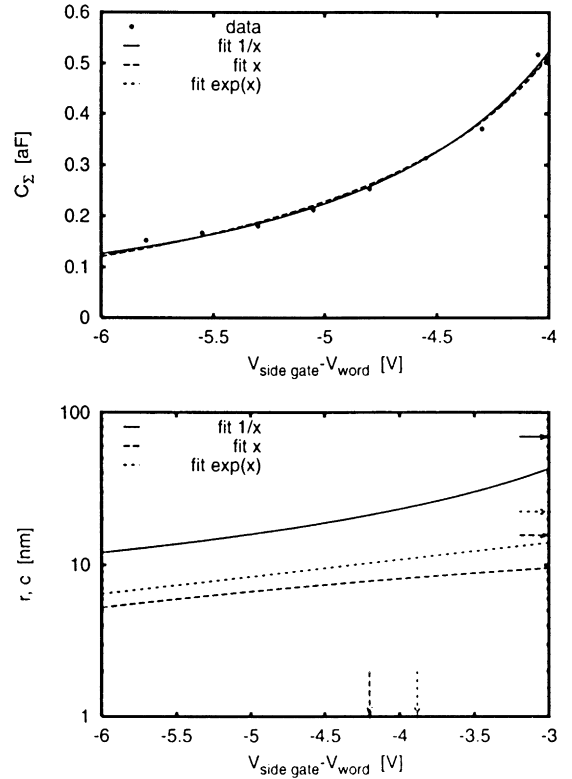 0.6
0.5
0.4
0.3
0.2
0.1
0
C_Σ [aF]
data
fit 1/x
fit x
fit exp(x)
-6 -5.5 -5 -4.5 -4
V_side gate-V_word [V]
100
10
1
r, c [nm]
fit 1/x
fit x
fit exp(x)
-6 -5.5 -5 -4.5 -4 -3.5 -3
V_side gate-V_word [V]